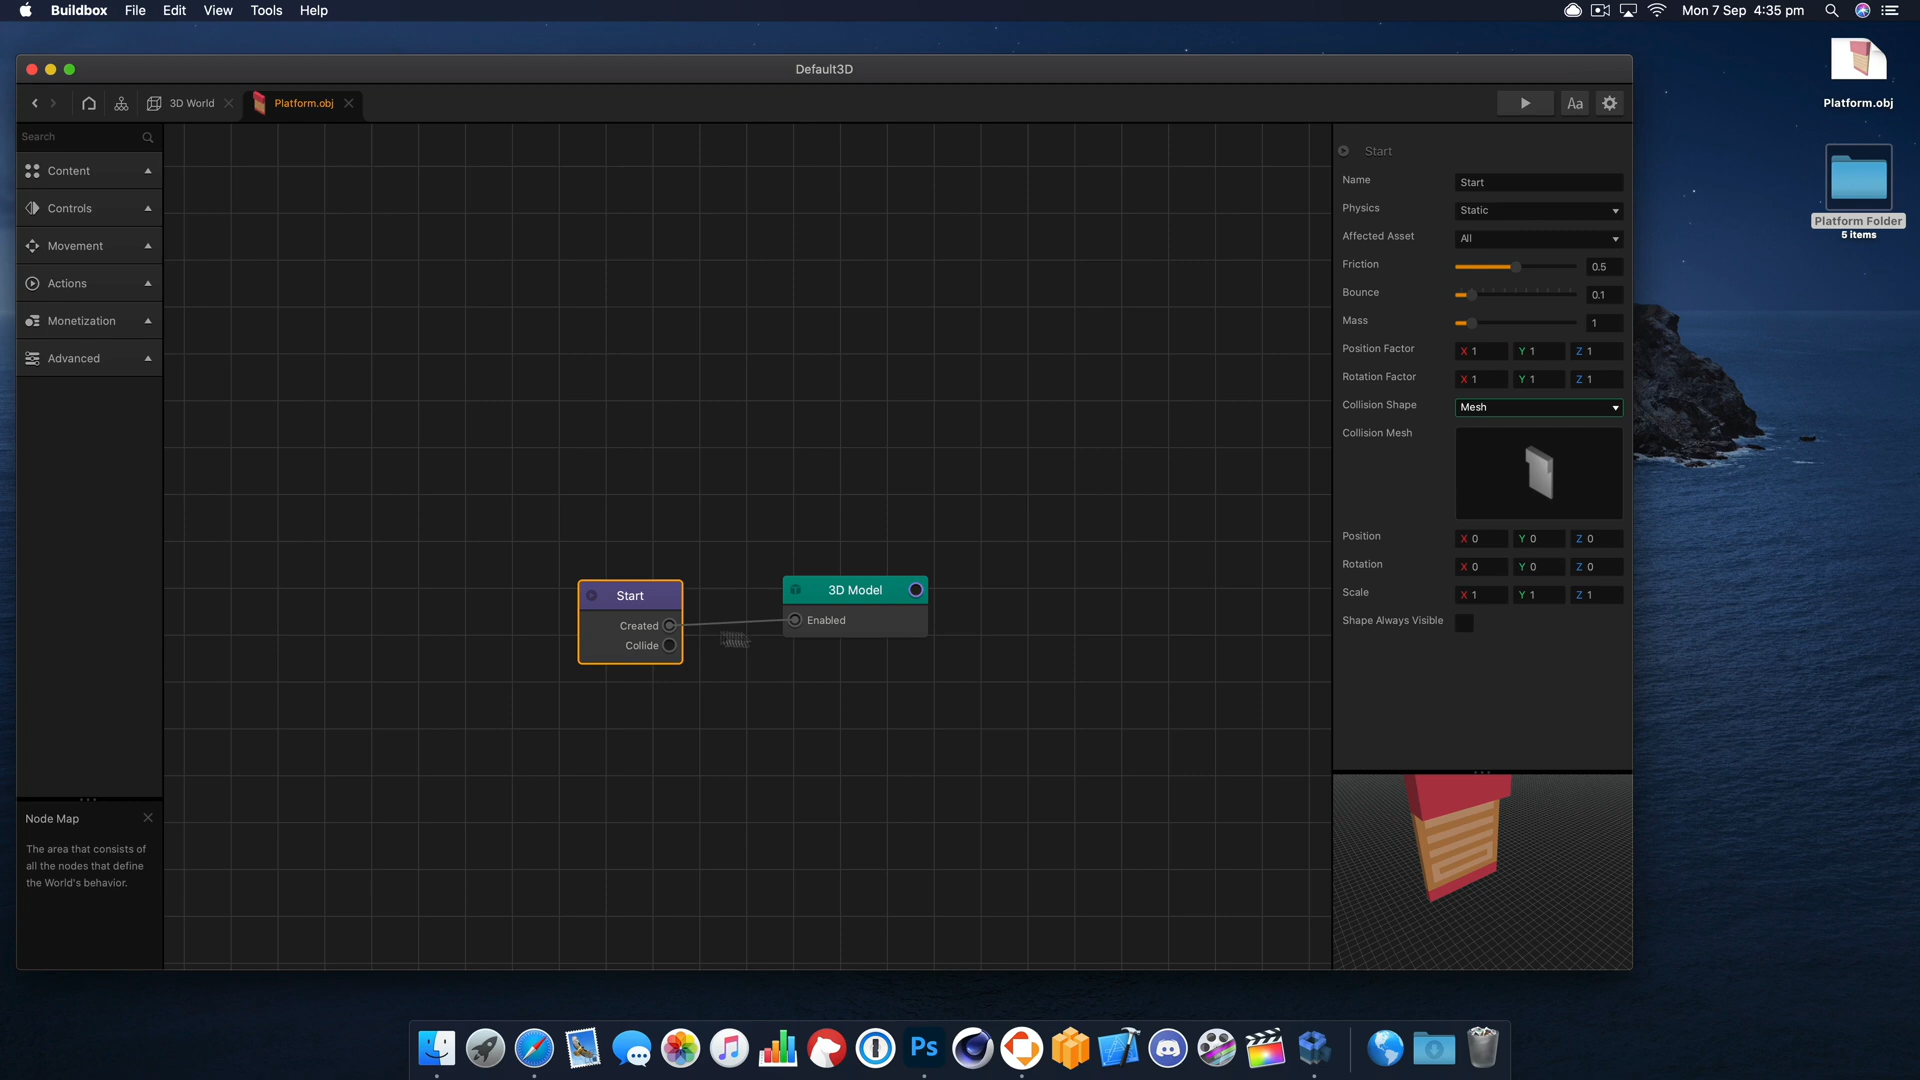 Buildbox File Edit View Tools Help
Mon 7 Sep 4:35 pm
Default3D
3D World
Platform.obj
Aa
Platform.obj
Platform Folder
5 items
Search
Content
Controls
Movement
Actions
Monetization
Advanced
Node Map
The area that consists of
all the nodes that define
the World's behavior.
Start
Created
Collide
3D Model
Enabled
Start
Name Start
Physics Static
Affected Asset All
Friction 0.5
Bounce 0.1
Mass 1
Position Factor X 1 Y 1 Z 1
Rotation Factor X 1 Y 1 Z 1
Collision Shape Mesh
Collision Mesh
Position X 0 Y 0 Z 0
Rotation X 0 Y 0 Z 0
Scale X 1 Y 1 Z 1
Shape Always Visible
Ps